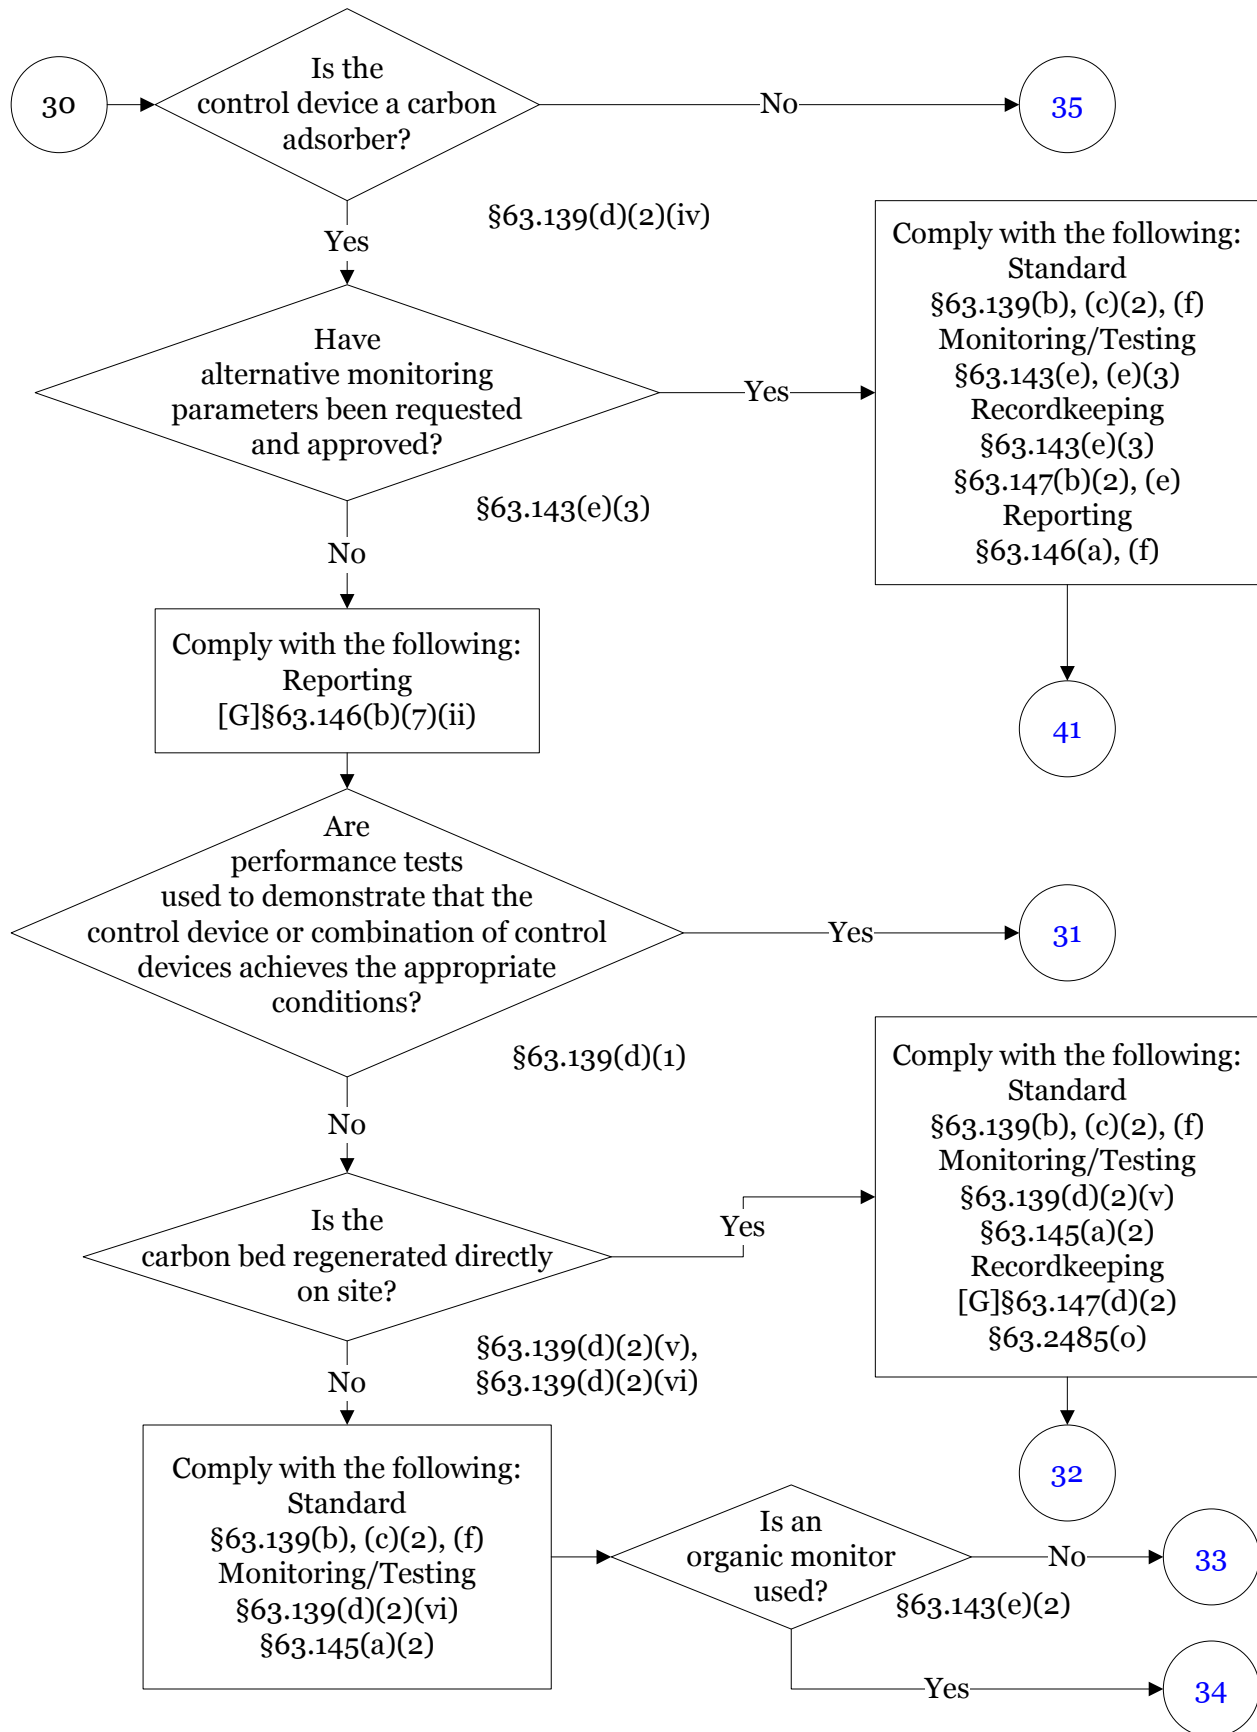 30
Is the
control device a carbon
adsorber?
No
35
§63.139(d)(2)(iv)
Yes
Have
alternative monitoring
parameters been requested
and approved?
Yes
Comply with the following:
Standard
§63.139(b), (c)(2), (f)
Monitoring/Testing
§63.143(e), (e)(3)
Recordkeeping
§63.143(e)(3)
§63.147(b)(2), (e)
Reporting
§63.146(a), (f)
41
§63.143(e)(3)
No
Comply with the following:
Reporting
[G]§63.146(b)(7)(ii)
Are
performance tests
used to demonstrate that the
control device or combination of control
devices achieves the appropriate
conditions?
Yes
31
§63.139(d)(1)
No
Is the
carbon bed regenerated directly
on site?
Yes
Comply with the following:
Standard
§63.139(b), (c)(2), (f)
Monitoring/Testing
§63.139(d)(2)(v)
§63.145(a)(2)
Recordkeeping
[G]§63.147(d)(2)
§63.2485(o)
32
§63.139(d)(2)(v),
§63.139(d)(2)(vi)
No
Comply with the following:
Standard
§63.139(b), (c)(2), (f)
Monitoring/Testing
§63.139(d)(2)(vi)
§63.145(a)(2)
Is an
organic monitor
used?
No
33
§63.143(e)(2)
Yes
34